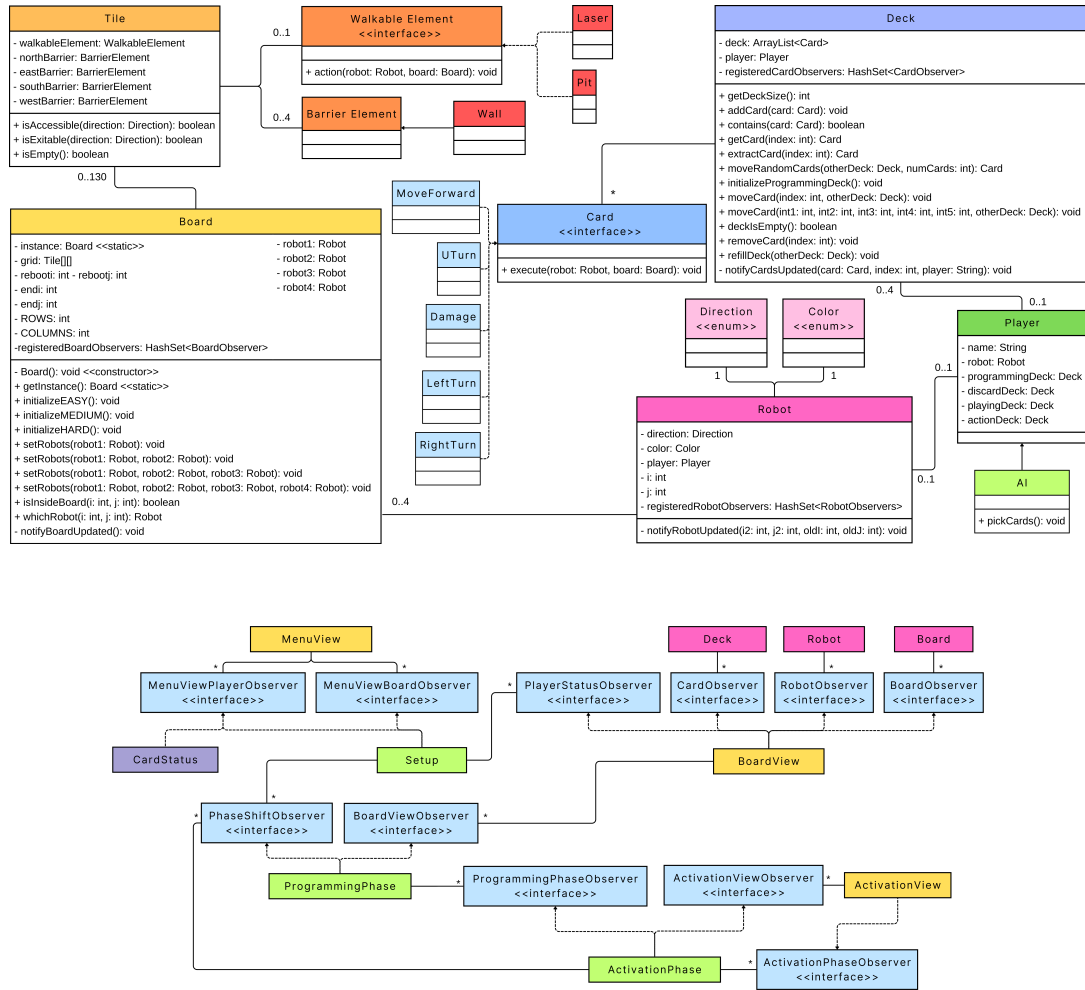 Tile
- walkableElement: WalkableElement
- northBarrier: BarrierElement
- eastBarrier: BarrierElement
- southBarrier: BarrierElement
- westBarrier: BarrierElement
+ isAccessible(direction: Direction): boolean
+ isExitable(direction: Direction): boolean
+ isEmpty(): boolean
0..1
0..4
0..130
Walkable Element
<<interface>>
+ action(robot: Robot, board: Board): void
Barrier Element
Wall
Laser
Pit
Deck
- deck: ArrayList<Card>
- player: Player
- registeredCardObservers: HashSet<CardObserver>
+ getDeckSize(): int
+ addCard(card: Card): void
+ contains(card: Card): boolean
+ getCard(index: int): Card
+ extractCard(index: int): Card
+ moveRandomCards(otherDeck: Deck, numCards: int): Card
+ initializeProgrammingDeck(): void
+ moveCard(index: int, otherDeck: Deck): void
+ moveCard(int1: int, int2: int, int3: int, int4: int, int5: int, otherDeck: Deck): void
+ deckIsEmpty(): boolean
+ removeCard(index: int): void
+ refillDeck(otherDeck: Deck): void
- notifyCardsUpdated(card: Card, index: int, player: String): void
*
0..4
0..1
Board
- instance: Board <<static>>
- grid: Tile[][]
- rebooti: int - rebootj: int
- endi: int
- endj: int
- ROWS: int
- COLUMNS: int
-registeredBoardObservers: HashSet<BoardObserver>
- robot1: Robot
- robot2: Robot
- robot3: Robot
- robot4: Robot
- Board(): void <<constructor>>
+ getInstance(): Board <<static>>
+ initializeEASY(): void
+ initializeMEDIUM(): void
+ initializeHARD(): void
+ setRobots(robot1: Robot): void
+ setRobots(robot1: Robot, robot2: Robot): void
+ setRobots(robot1: Robot, robot2: Robot, robot3: Robot): void
+ setRobots(robot1: Robot, robot2: Robot, robot3: Robot, robot4: Robot): void
+ isInsideBoard(i: int, j: int): boolean
+ whichRobot(i: int, j: int): Robot
- notifyBoardUpdated(): void
0..4
MoveForward
UTurn
Damage
LeftTurn
RightTurn
Card
<<interface>>
+ execute(robot: Robot, board: Board): void
Direction
<<enum>>
Color
<<enum>>
1
1
Robot
- direction: Direction
- color: Color
- player: Player
- i: int
- j: int
- registeredRobotObservers: HashSet<RobotObservers>
- notifyRobotUpdated(i2: int, j2: int, oldI: int, oldJ: int): void
0..1
0..1
Player
- name: String
- robot: Robot
- programmingDeck: Deck
- discardDeck: Deck
- playingDeck: Deck
- actionDeck: Deck
AI
+ pickCards(): void
MenuView
*
*
MenuViewPlayerObserver
<<interface>>
MenuViewBoardObserver
<<interface>>
CardStatus
Setup
*
PlayerStatusObserver
<<interface>>
Deck
*
CardObserver
<<interface>>
Robot
*
RobotObserver
<<interface>>
Board
*
BoardObserver
<<interface>>
BoardView
*
*
*
PhaseShiftObserver
<<interface>>
BoardViewObserver
<<interface>>
ProgrammingPhase
*
ProgrammingPhaseObserver
<<interface>>
ActivationViewObserver
<<interface>>
*
ActivationView
ActivationPhase
*
ActivationPhaseObserver
<<interface>>